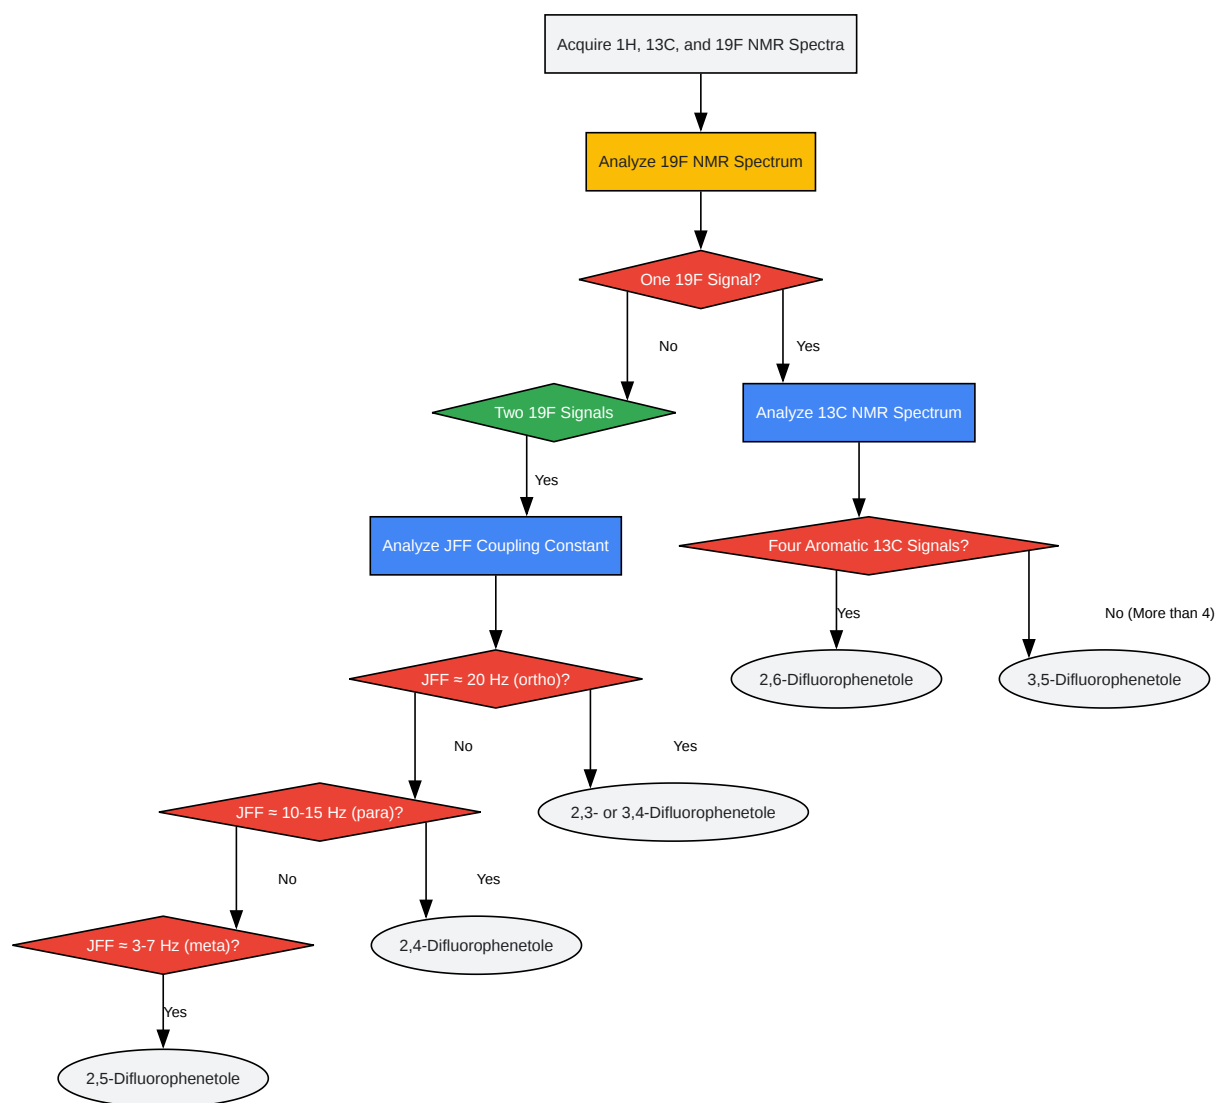 Acquire 1H, 13C, and 19F NMR Spectra
Analyze 19F NMR Spectrum
One 19F Signal?
No
Yes
Two 19F Signals
Analyze 13C NMR Spectrum
Yes
Analyze JFF Coupling Constant
Four Aromatic 13C Signals?
Yes
No (More than 4)
JFF ≈ 20 Hz (ortho)?
2,6-Difluorophenetole
3,5-Difluorophenetole
No
Yes
JFF ≈ 10-15 Hz (para)?
2,3- or 3,4-Difluorophenetole
No
Yes
JFF ≈ 3-7 Hz (meta)?
2,4-Difluorophenetole
Yes
2,5-Difluorophenetole